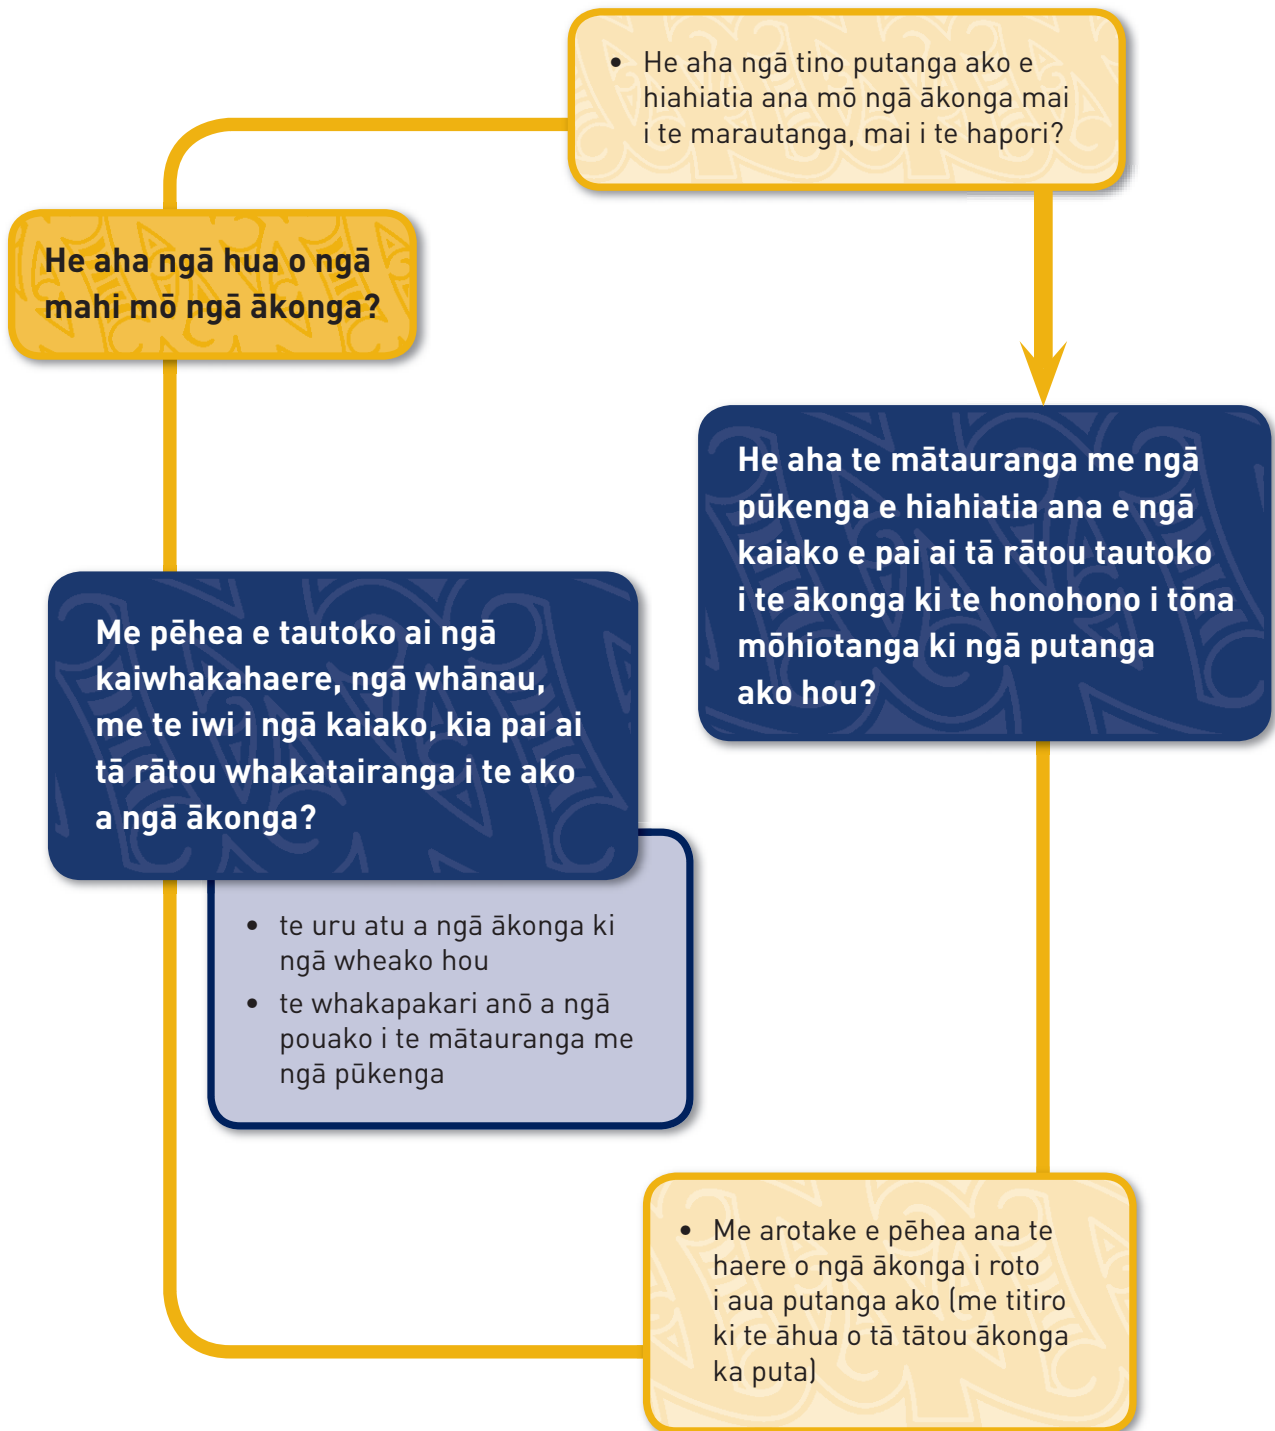 • He aha ngā tino putanga ako e
hiahiatia ana mō ngā ākonga mai
i te marautanga, mai i te hapori?
He aha ngā hua o ngā
mahi mō ngā ākonga?
He aha te mātauranga me ngā
pūkenga e hiahiatia ana e ngā
kaiako e pai ai tā rātou tautoko
i te ākonga ki te honohono i tōna
mōhiotanga ki ngā putanga
ako hou?
Me pēhea e tautoko ai ngā
kaiwhakahaere, ngā whānau,
me te iwi i ngā kaiako, kia pai ai
tā rātou whakatairanga i te ako
a ngā ākonga?
• te uru atu a ngā ākonga ki
ngā wheako hou
• te whakapakari anō a ngā
pouako i te mātauranga me
ngā pūkenga
• Me arotake e pēhea ana te
haere o ngā ākonga i roto
i aua putanga ako (me titiro
ki te āhua o tā tātou ākonga
ka puta)